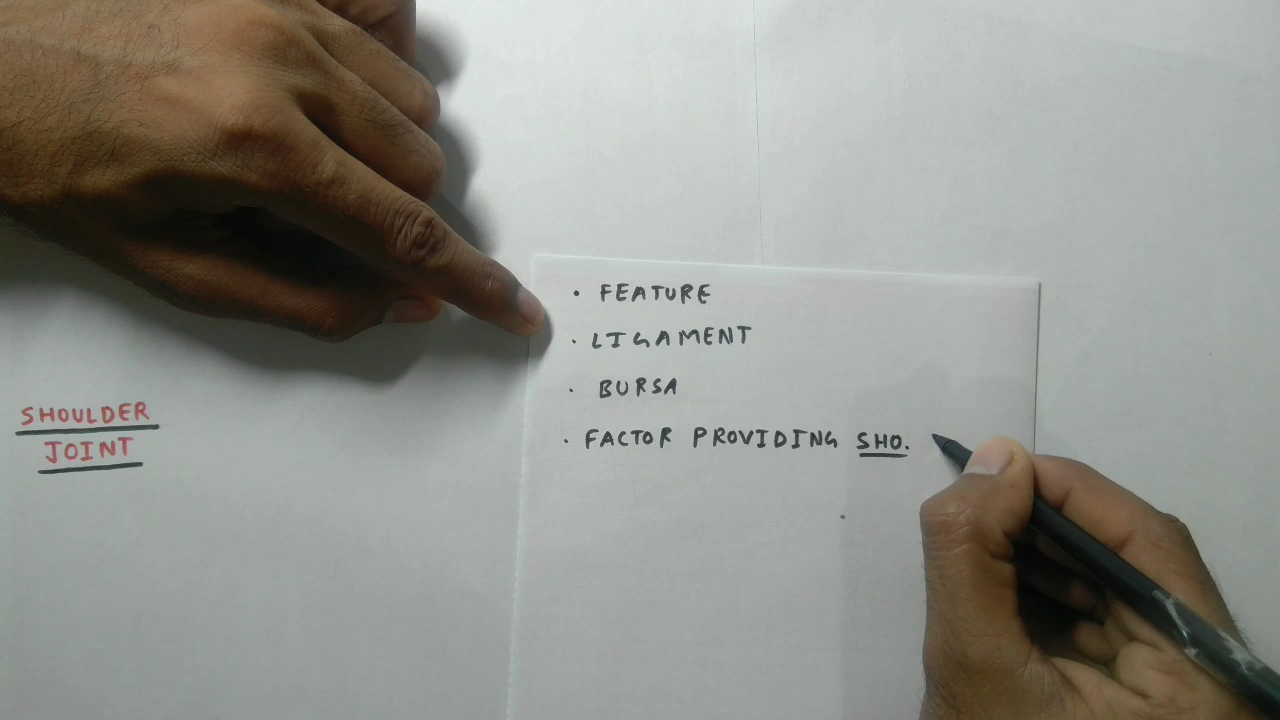 SHOULDER
JOINT
• FEATURE
• LIGAMENT
• BURSA
• FACTOR PROVIDING SHO.